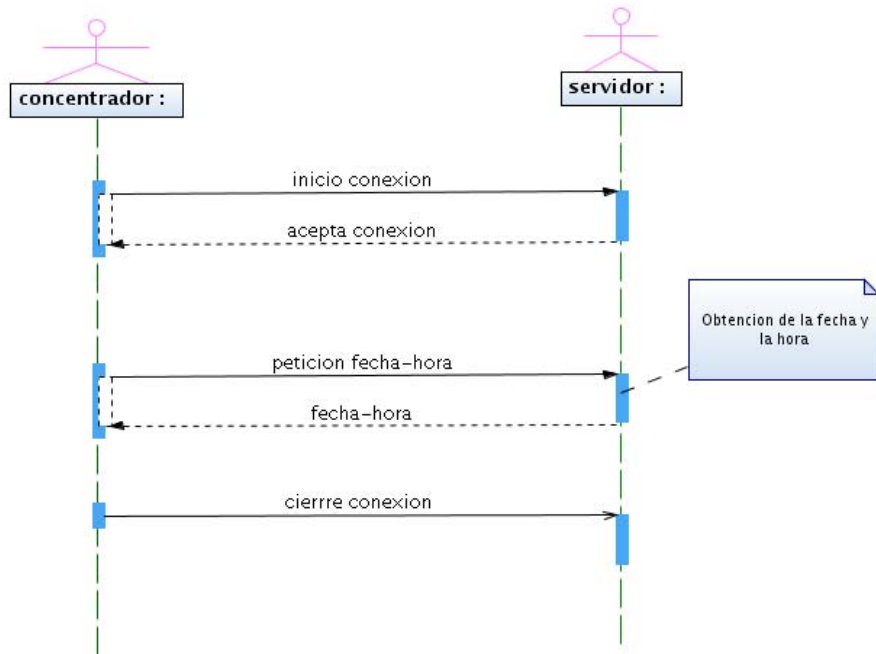 concentrador :
servidor :
inicio conexion
acepta conexion
Obtencion de la fecha y
la hora
peticion fecha-hora
fecha-hora
cierrre conexion